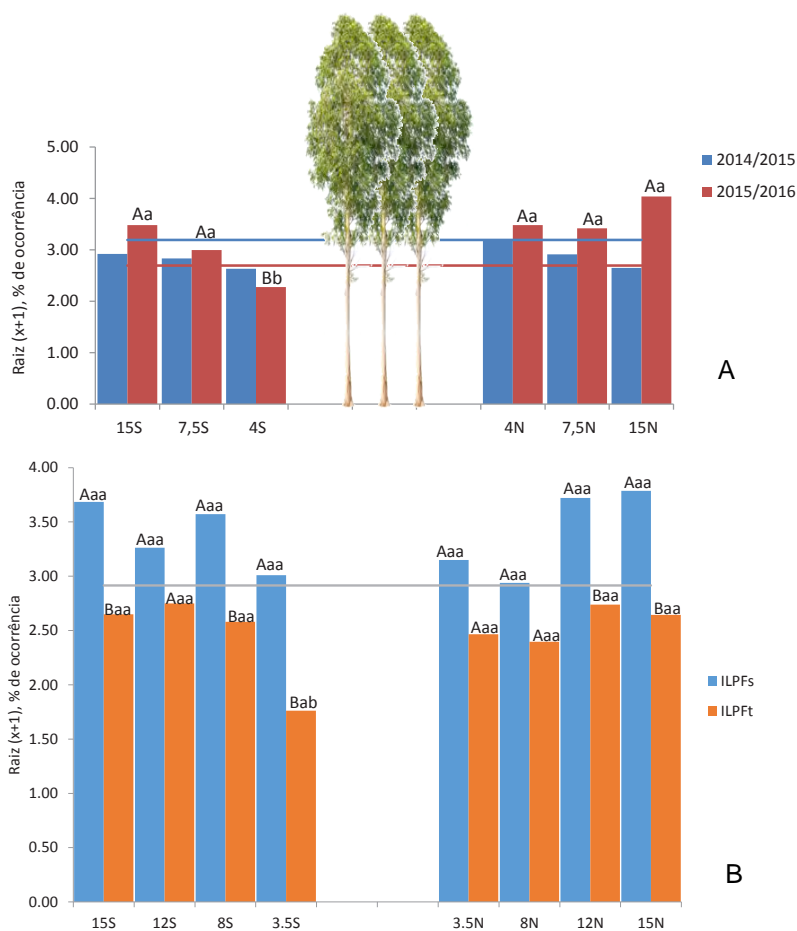 5.00
4.00
3.00
2.00
1.00
0.00
Raiz (x+1), % de ocorrência
Aa
Aa
Bb
Aa
Aa
Aa
15S 7,5S 4S 4N 7,5N 15N
2014/2015
2015/2016
A
4.00
3.50
3.00
2.50
2.00
1.50
1.00
0.50
0.00
Raiz (x+1), % de ocorrência
Aaa
Baa
Aaa
Aaa
Aaa
Baa
Aaa
Bab
Aaa
Aaa
Aaa
Aaa
Aaa
Baa
Aaa
Baa
15S 12S 8S 3.5S 3.5N 8N 12N 15N
ILPFs
ILPFt
B